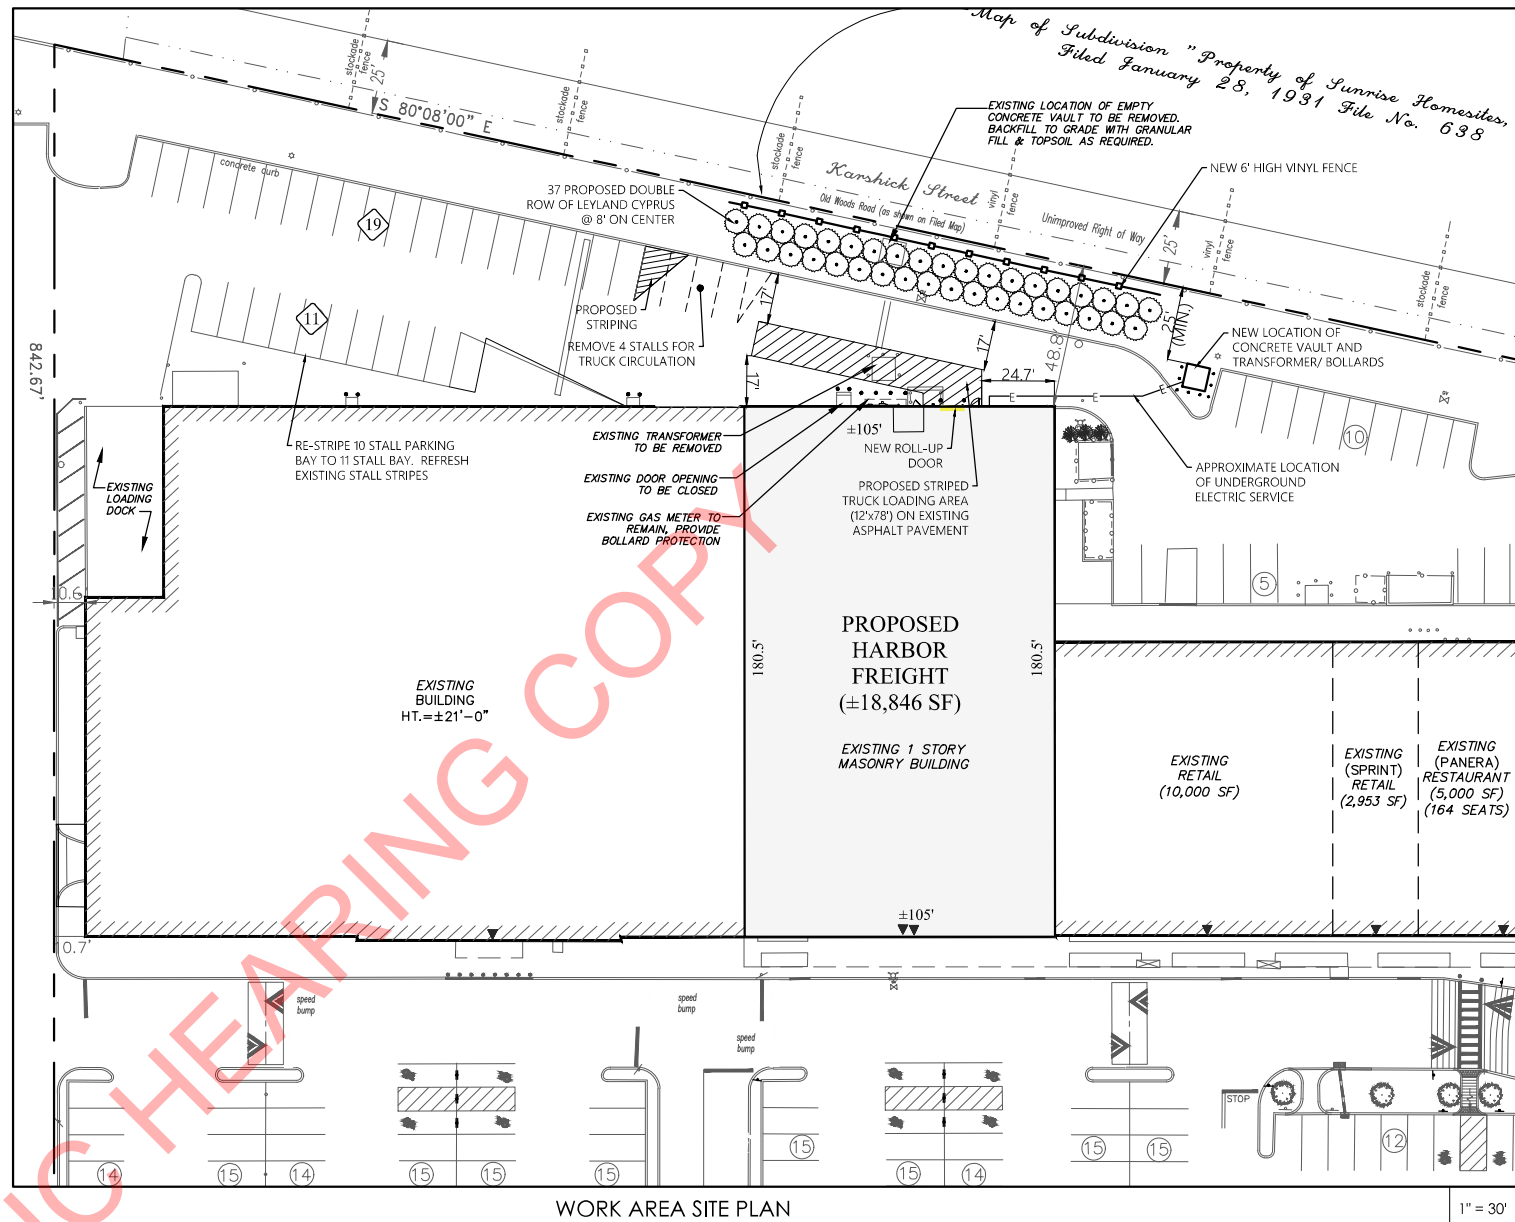 Map of Subdivision "Property of Sunrise Homesites,
Filed January 28, 1931 File No. 638
stockade
fence
25'
S 80°08'00" E
stockade
fence
stockade
fence
EXISTING LOCATION OF EMPTY
CONCRETE VAULT TO BE REMOVED.
BACKFILL TO GRADE WITH GRANULAR
FILL & TOPSOIL AS REQUIRED.
NEW 6' HIGH VINYL FENCE
concrete curb
37 PROPOSED DOUBLE
ROW OF LEYLAND CYPRUS
@ 8' ON CENTER
Karshick Street
Old Woods Road (as shown on Filed Map)
vinyl
fence
Unimproved Right of Way
25'
vinyl
fence
stockade
fence
19
11
PROPOSED
STRIPING
REMOVE 4 STALLS FOR
TRUCK CIRCULATION
17'
17'
17'
48.8'
25'
(MIN.)
NEW LOCATION OF
CONCRETE VAULT AND
TRANSFORMER/ BOLLARDS
842.67'
24.7'
E
E
E
RE-STRIPE 10 STALL PARKING
BAY TO 11 STALL BAY. REFRESH
EXISTING STALL STRIPES
EXISTING TRANSFORMER
TO BE REMOVED
±105'
NEW ROLL-UP
DOOR
10
EXISTING
LOADING
DOCK
EXISTING DOOR OPENING
TO BE CLOSED
EXISTING GAS METER TO
REMAIN, PROVIDE
BOLLARD PROTECTION
PROPOSED STRIPED
TRUCK LOADING AREA
(12'x78') ON EXISTING
ASPHALT PAVEMENT
APPROXIMATE LOCATION
OF UNDERGROUND
ELECTRIC SERVICE
10.6'
5
PROPOSED
HARBOR
FREIGHT
(±18,846 SF)
180.5'
180.5'
EXISTING
BUILDING
HT.=±21'-0"
EXISTING 1 STORY
MASONRY BUILDING
EXISTING
RETAIL
(10,000 SF)
EXISTING
(SPRINT)
RETAIL
(2,953 SF)
EXISTING
(PANERA)
RESTAURANT
(5,000 SF)
(164 SEATS)
±105'
10.7'
speed
bump
speed
bump
speed
bump
STOP
14
15
14
15
15
15
15
15
14
15
15
12
IC HEARING COPY
WORK AREA SITE PLAN
1" = 30'